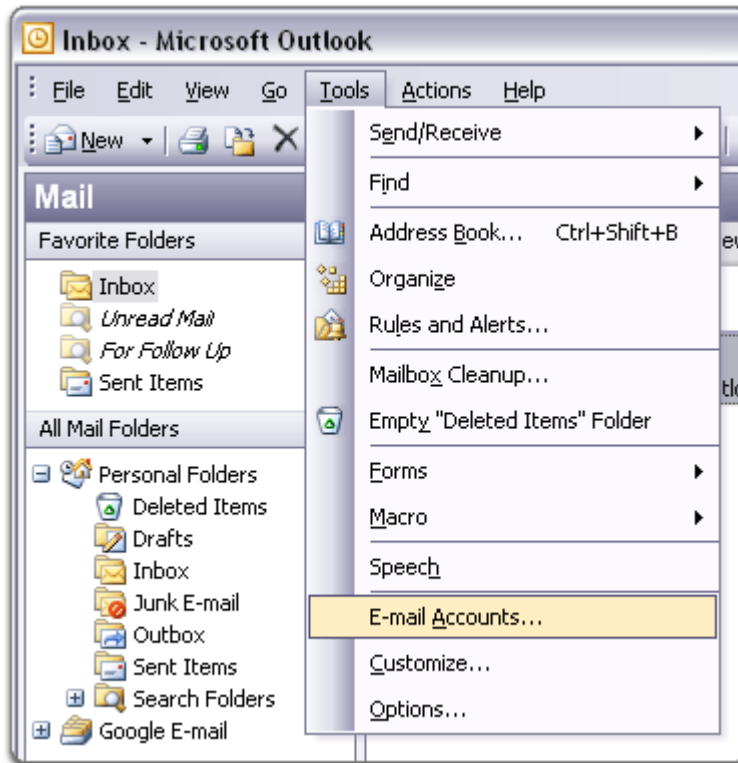 Inbox - Microsoft Outlook
File Edit View Go Tools Actions Help
New
Mail
Favorite Folders
Inbox
Unread Mail
For Follow Up
Sent Items
All Mail Folders
Personal Folders
Deleted Items
Drafts
Inbox
Junk E-mail
Outbox
Sent Items
Search Folders
Google E-mail
Send/Receive
Find
Address Book... Ctrl+Shift+B
Organize
Rules and Alerts...
Mailbox Cleanup...
Empty "Deleted Items" Folder
Forms
Macro
Speech
E-mail Accounts...
Customize...
Options...